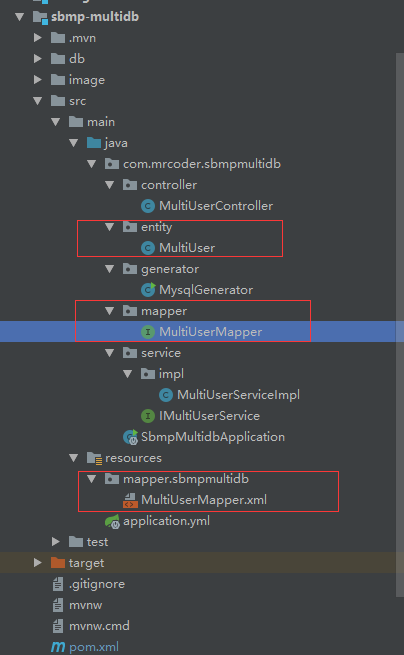 sbmp-multidb
.mvn
db
image
src
main
java
com.mrcoder.sbmpmultidb
controller
MultiUserController
entity
MultiUser
generator
MysqlGenerator
mapper
MultiUserMapper
service
impl
MultiUserServiceImpl
IMultiUserService
SbmpMultidbApplication
resources
mapper.sbmpmultidb
MultiUserMapper.xml
application.yml
test
target
.gitignore
mvnw
mvnw.cmd
pom.xml